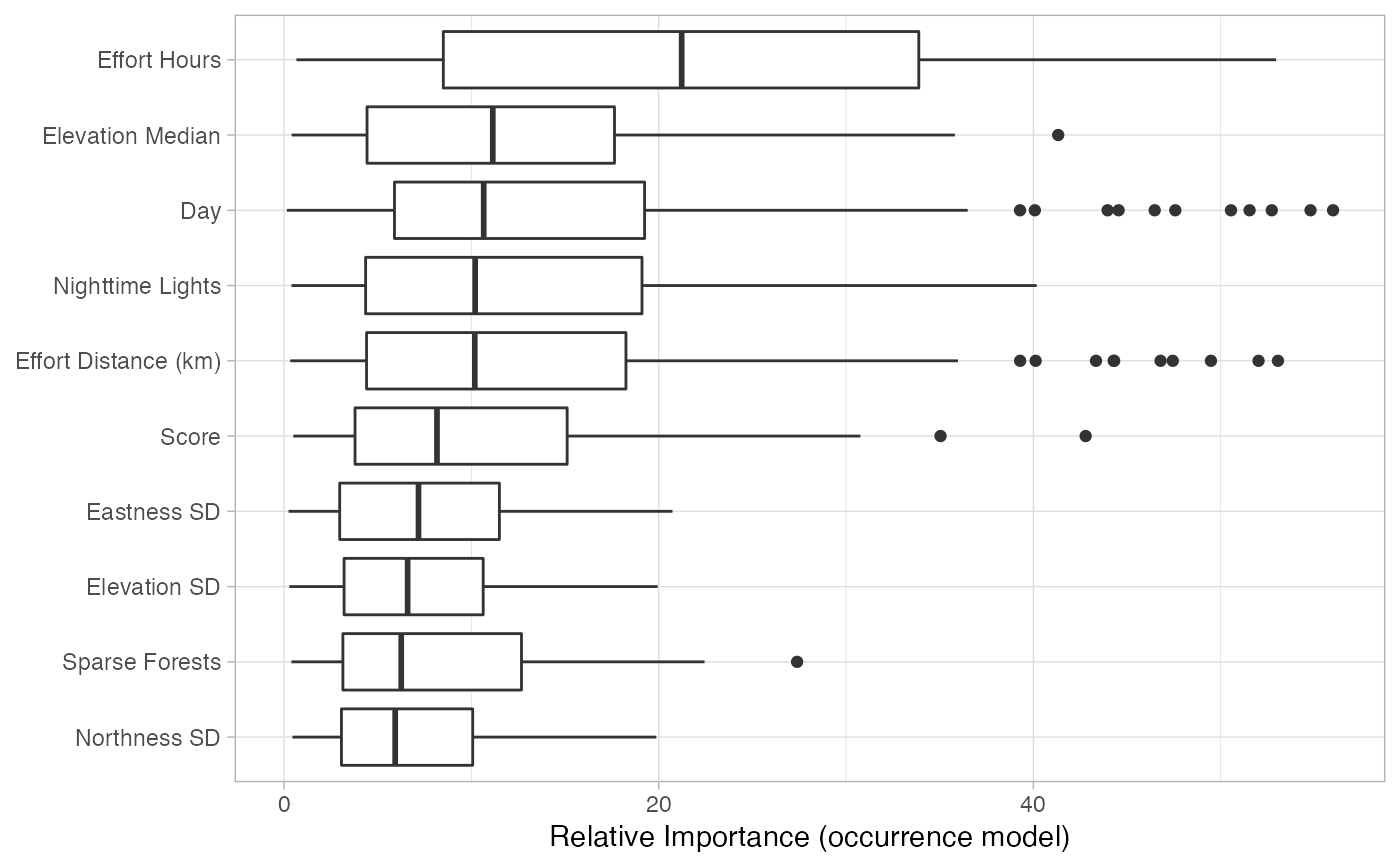 Effort Hours
Elevation Median
Day
Nighttime Lights
Effort Distance (km)
Score
Eastness SD
Elevation SD
Sparse Forests
Northness SD
0 20 40
Relative Importance (occurrence model)